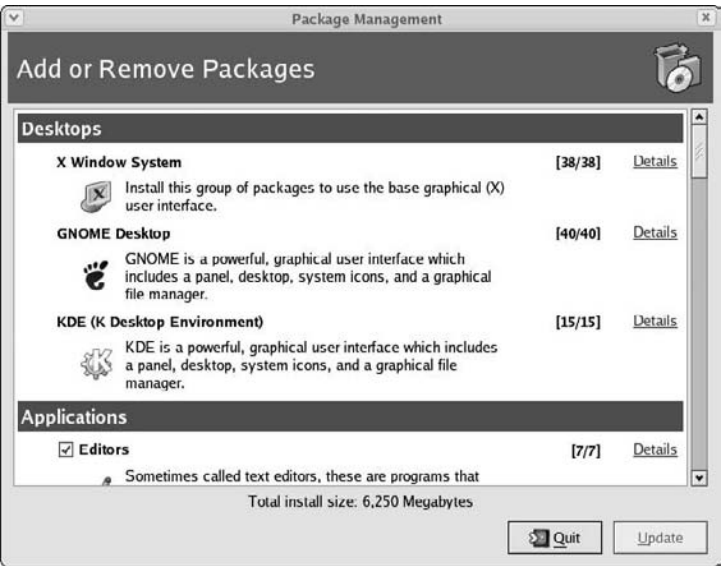 Package Management
Add or Remove Packages
Desktops
X Window System [38/38] Details
Install this group of packages to use the base graphical (X)
user interface.
GNOME Desktop [40/40] Details
GNOME is a powerful, graphical user interface which
includes a panel, desktop, system icons, and a graphical
file manager.
KDE (K Desktop Environment) [15/15] Details
KDE is a powerful, graphical user interface which includes
a panel, desktop, system icons, and a graphical file
manager.
Applications
Editors [7/7] Details
Sometimes called text editors, these are programs that
Total install size: 6,250 Megabytes
Quit Update